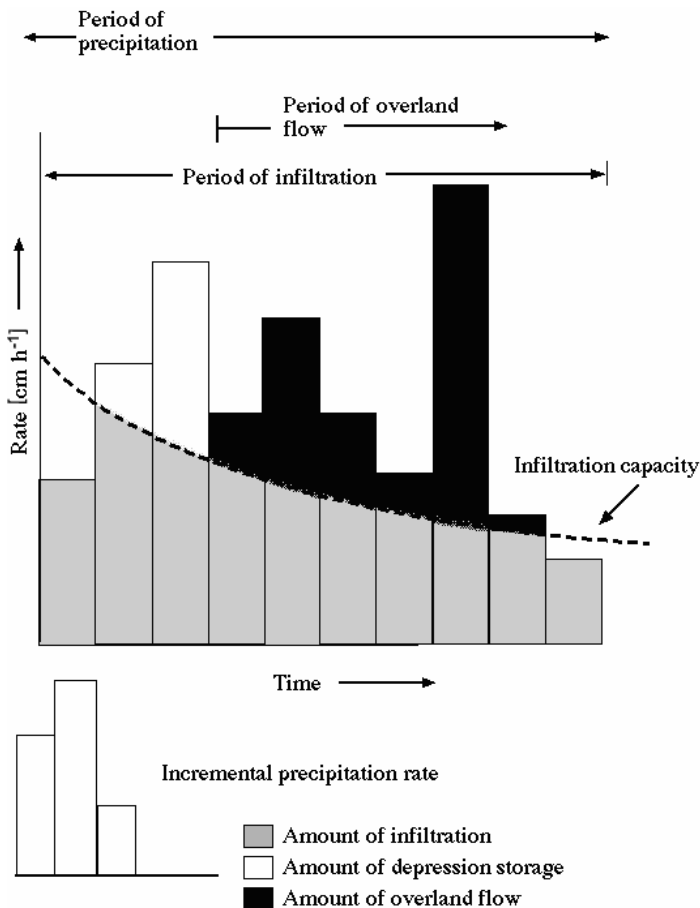 Period of
precipitation
Period of overland
flow
Period of infiltration
Rate [cm h⁻¹]
Infiltration capacity
Time
Incremental precipitation rate
Amount of infiltration
Amount of depression storage
Amount of overland flow